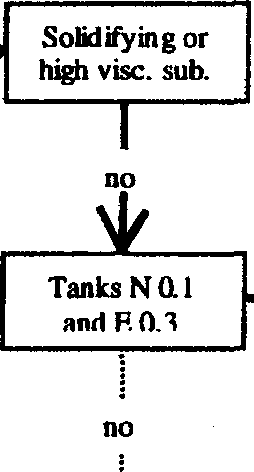 Solidifying or
high visc. sub.
no
Tanks N 0.1
and E 0.3
no